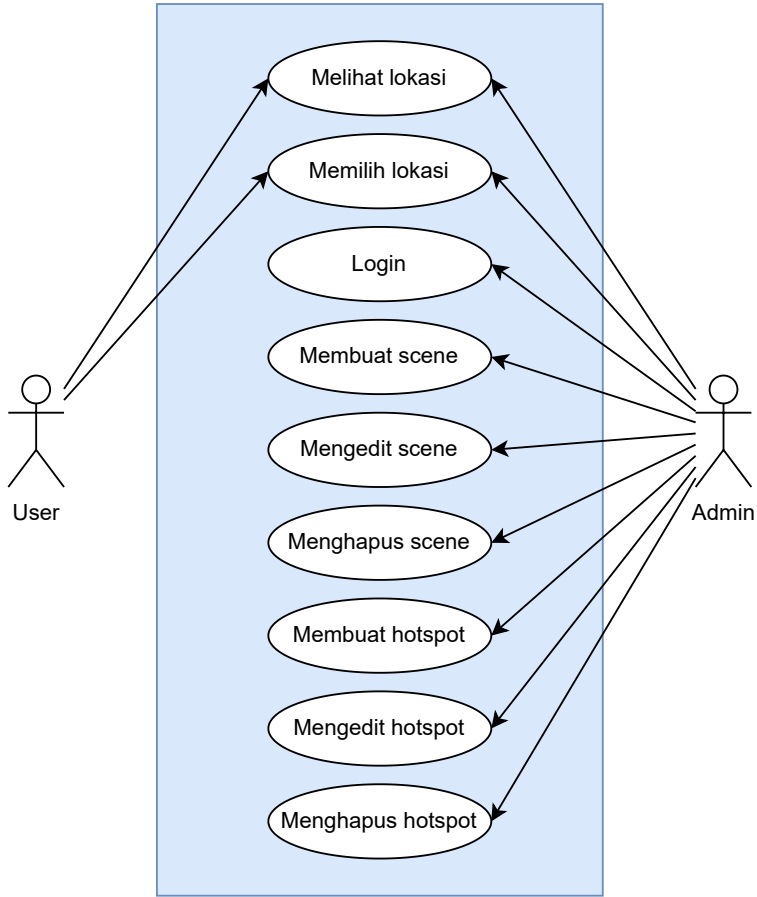 Melihat lokasi
Memilih lokasi
Login
Membuat scene
Mengedit scene
Menghapus scene
Membuat hotspot
Mengedit hotspot
Menghapus hotspot
User
Admin